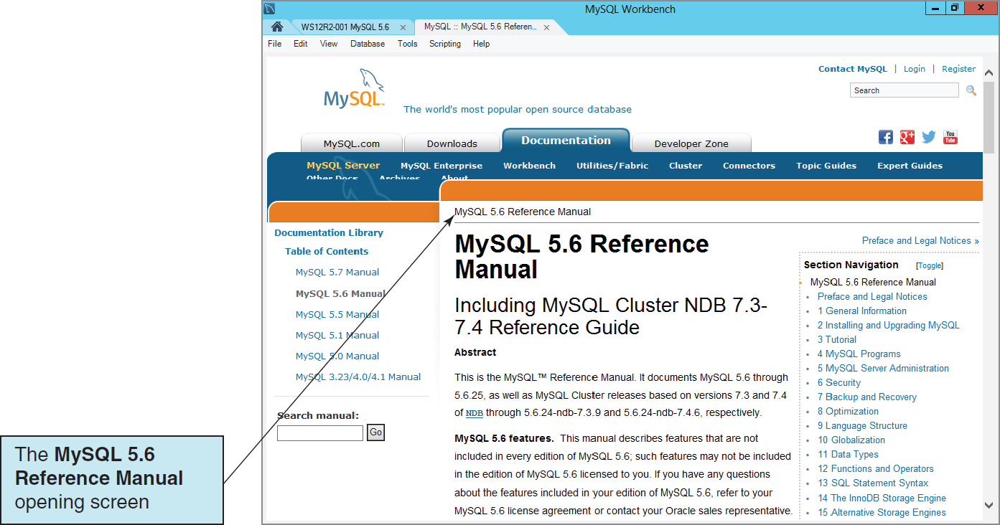 MySQL Workbench
WS12R2-001 MySQL 5.6
MySQL :: MySQL 5.6 Referen...
File Edit View Database Tools Scripting Help
Contact MySQL | Login | Register
Search
MySQL™
The world's most popular open source database
MySQL.com Downloads Documentation Developer Zone
MySQL Server MySQL Enterprise Workbench Utilities/Fabric Cluster Connectors Topic Guides Expert Guides
Other Docs Archives About
MySQL 5.6 Reference Manual
Documentation Library
Table of Contents
MySQL 5.7 Manual
MySQL 5.6 Manual
MySQL 5.5 Manual
MySQL 5.1 Manual
MySQL 5.0 Manual
MySQL 3.23/4.0/4.1 Manual
Search manual:
Go
MySQL 5.6 Reference
Manual
Including MySQL Cluster NDB 7.3-
7.4 Reference Guide
Abstract
This is the MySQL™ Reference Manual. It documents MySQL 5.6 through
5.6.25, as well as MySQL Cluster releases based on versions 7.3 and 7.4
of NDB through 5.6.24-ndb-7.3.9 and 5.6.24-ndb-7.4.6, respectively.
MySQL 5.6 features. This manual describes features that are not
included in every edition of MySQL 5.6; such features may not be included
in the edition of MySQL 5.6 licensed to you. If you have any questions
about the features included in your edition of MySQL 5.6, refer to your
MySQL 5.6 license agreement or contact your Oracle sales representative.
Preface and Legal Notices »
Section Navigation [Toggle]
MySQL 5.6 Reference Manual
Preface and Legal Notices
1 General Information
2 Installing and Upgrading MySQL
3 Tutorial
4 MySQL Programs
5 MySQL Server Administration
6 Security
7 Backup and Recovery
8 Optimization
9 Language Structure
10 Globalization
11 Data Types
12 Functions and Operators
13 SQL Statement Syntax
14 The InnoDB Storage Engine
15 Alternative Storage Engines
The MySQL 5.6
Reference Manual
opening screen